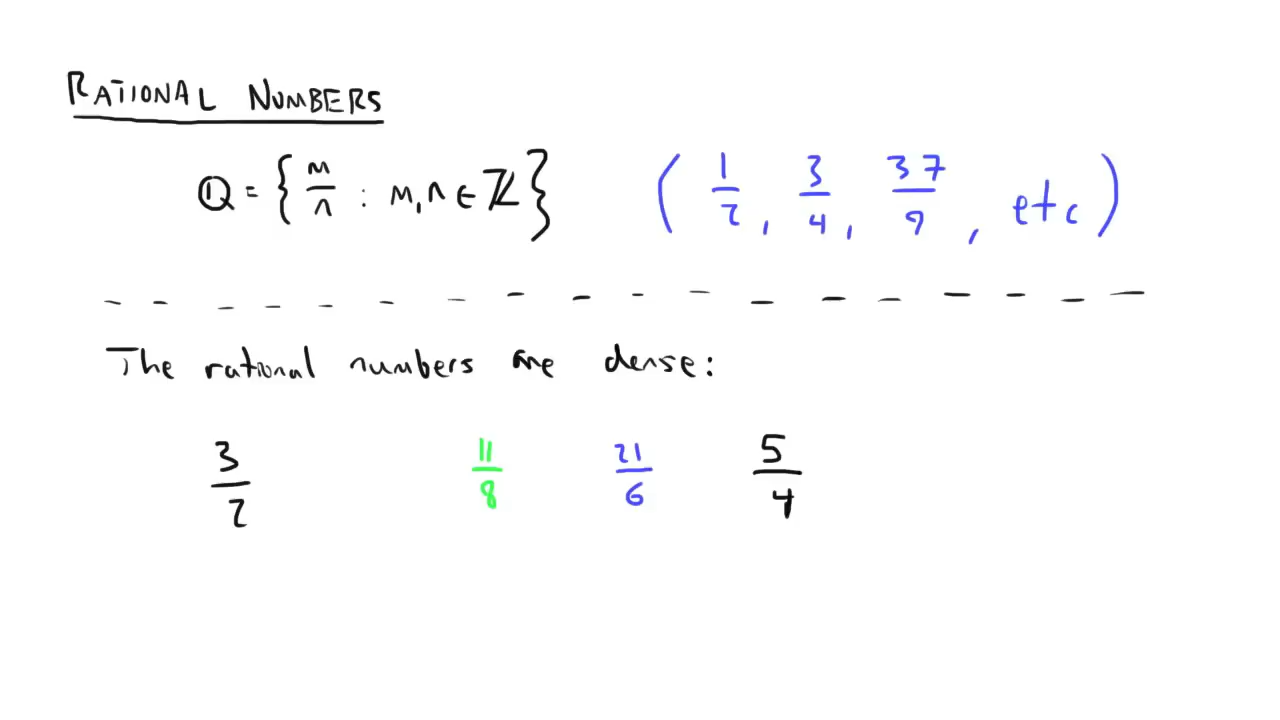 RATIONAL NUMBERS
ℚ = { m/n : m, n ∈ ℤ } ( 1/2, 3/4, 37/9, etc )
The rational numbers are dense:
3/2 11/8 21/6 5/4